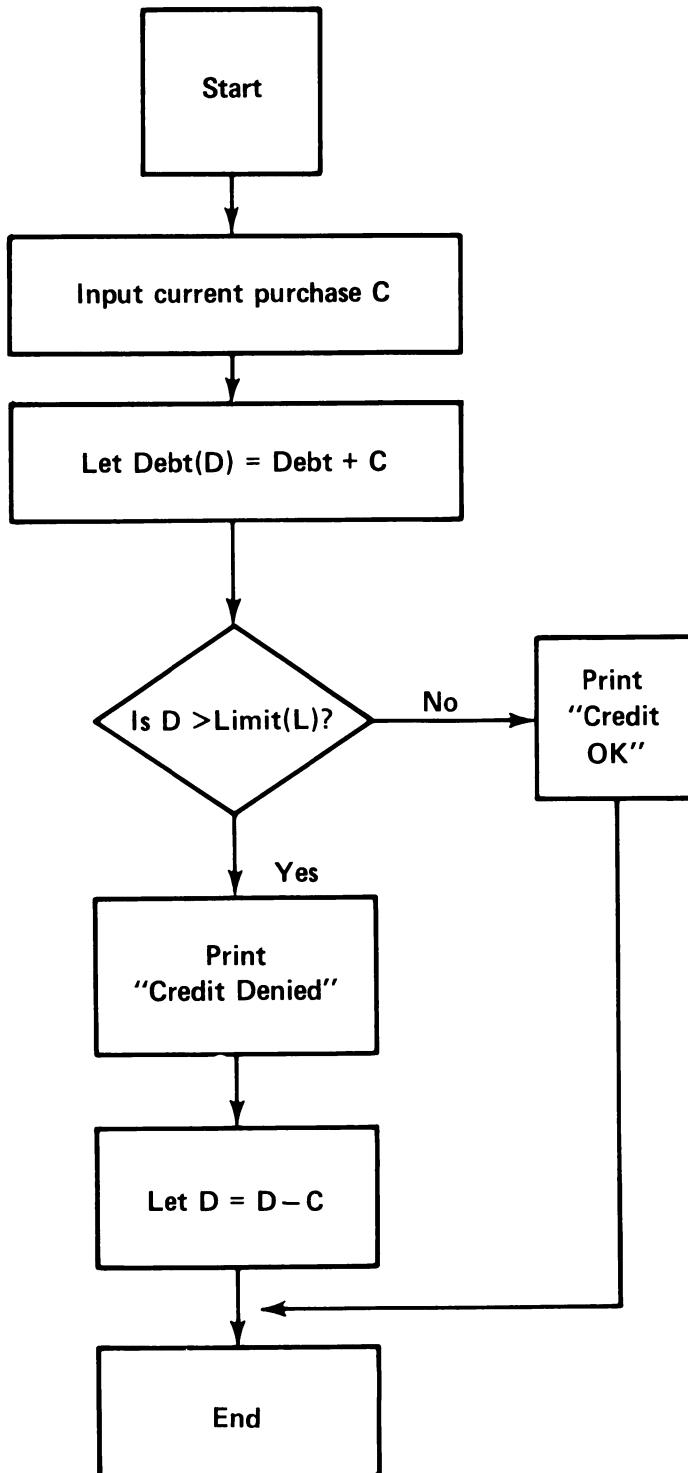 Start
Input current purchase C
Let Debt(D) = Debt + C
Is D >Limit(L)?
No
Print
“Credit
OK”
Yes
Print
“Credit Denied”
Let D = D – C
End